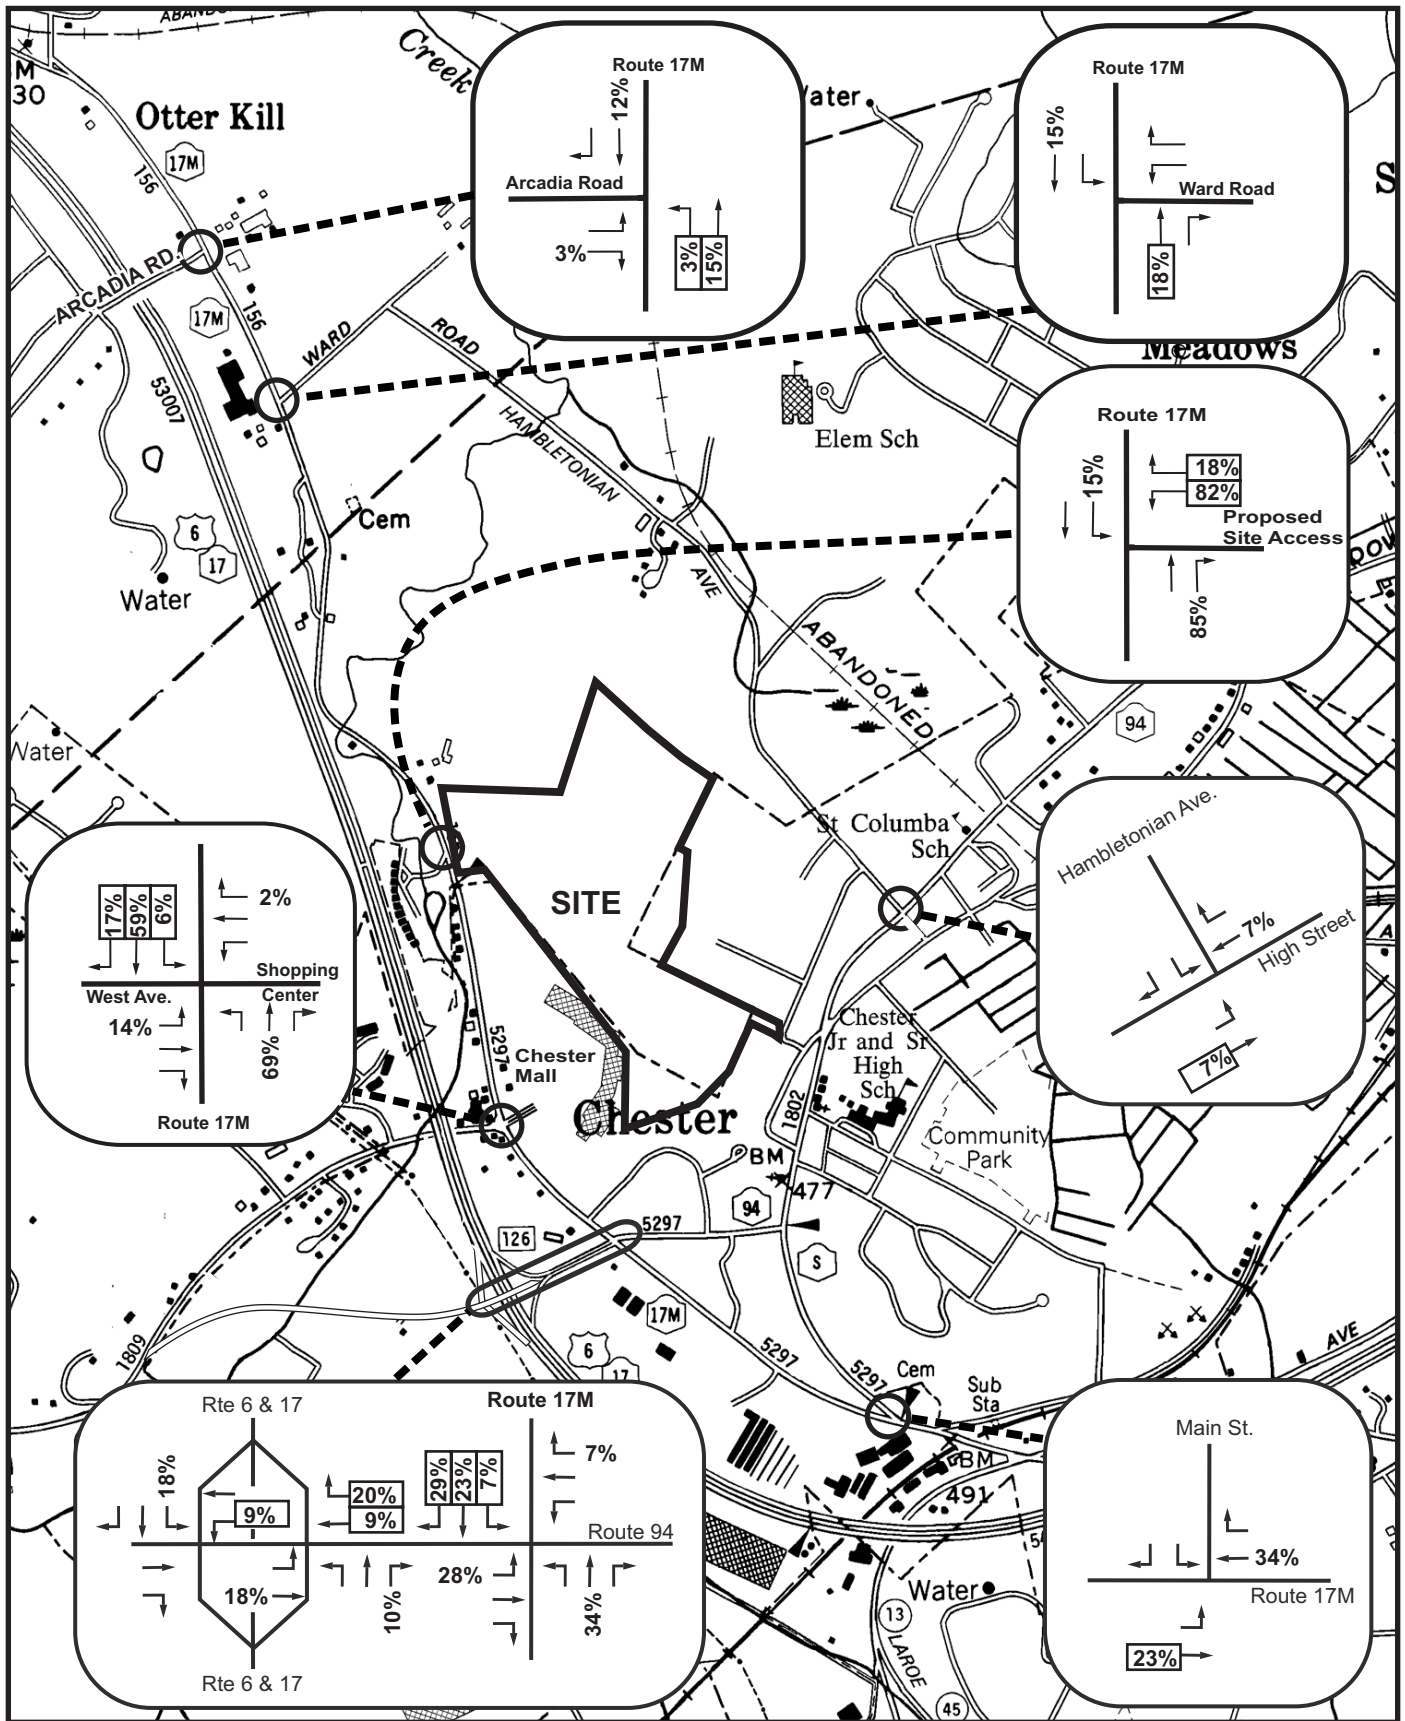 ABANDON
Creek
M
30
Otter Kill
17M
156
ARCADIA RD.
17M
156
WARD
ROAD
53007
HAMBLETONIAN
AVE
6
17
Cem
Water
Water
Route 17M
12%
Arcadia Road
3%
3%
15%
ater
Route 17M
15%
Ward Road
18%
S
Meadows
Elem Sch
Route 17M
15%
18%
82%
Proposed
Site Access
85%
DOW
ABANDONED
94
St Columba
Sch
SITE
Hambletonian Ave.
7%
High Street
7%
A
17%
59%
6%
2%
Shopping
West Ave.
Center
14%
69%
Route 17M
5297
Chester
Mall
Chester
Chester
Jr and Sr
High
Sch
1802
Community
Park
BM
477
94
5297
126
S
17M
1809
6
17
5297
5297
Cem
Sub
Sta
AVE
BM
491
54
Water
13
LAROE
45
Rte 6 & 17
Route 17M
18%
9%
20%
9%
29%
23%
7%
7%
Route 94
18%
10%
28%
34%
Rte 6 & 17
Main St.
34%
Route 17M
23%